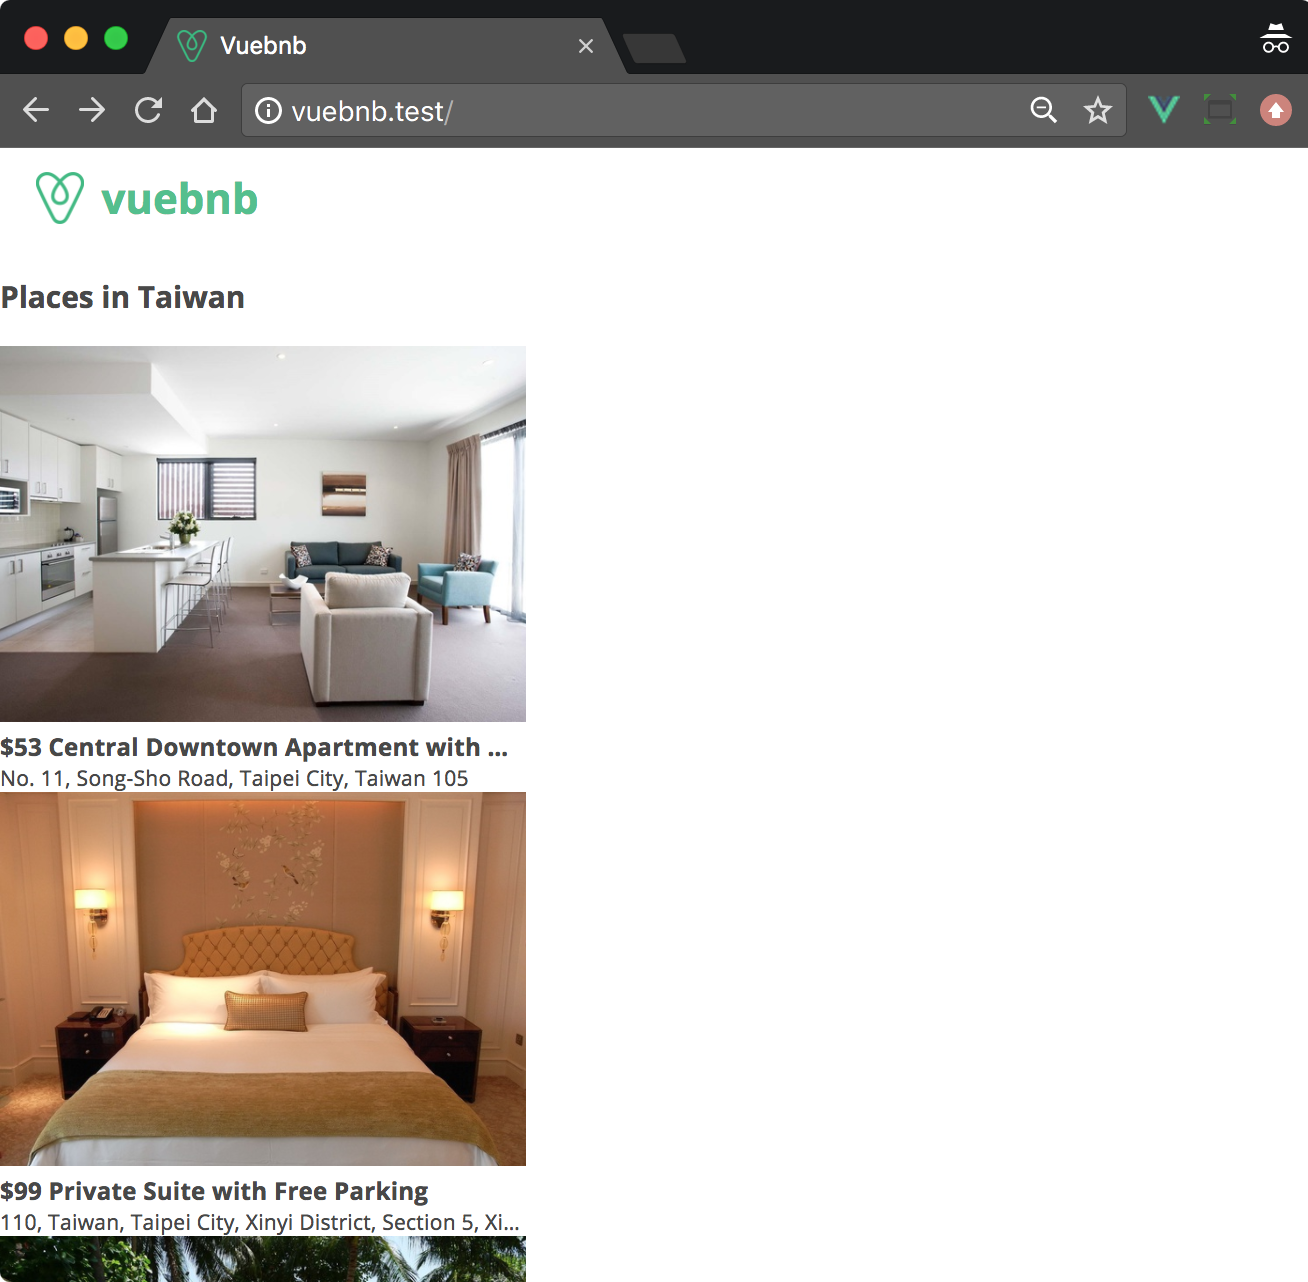 Vuebnb
vuebnb.test/
vuebnb
Places in Taiwan
$53 Central Downtown Apartment with ...
No. 11, Song-Sho Road, Taipei City, Taiwan 105
$99 Private Suite with Free Parking
110, Taiwan, Taipei City, Xinyi District, Section 5, Xi...